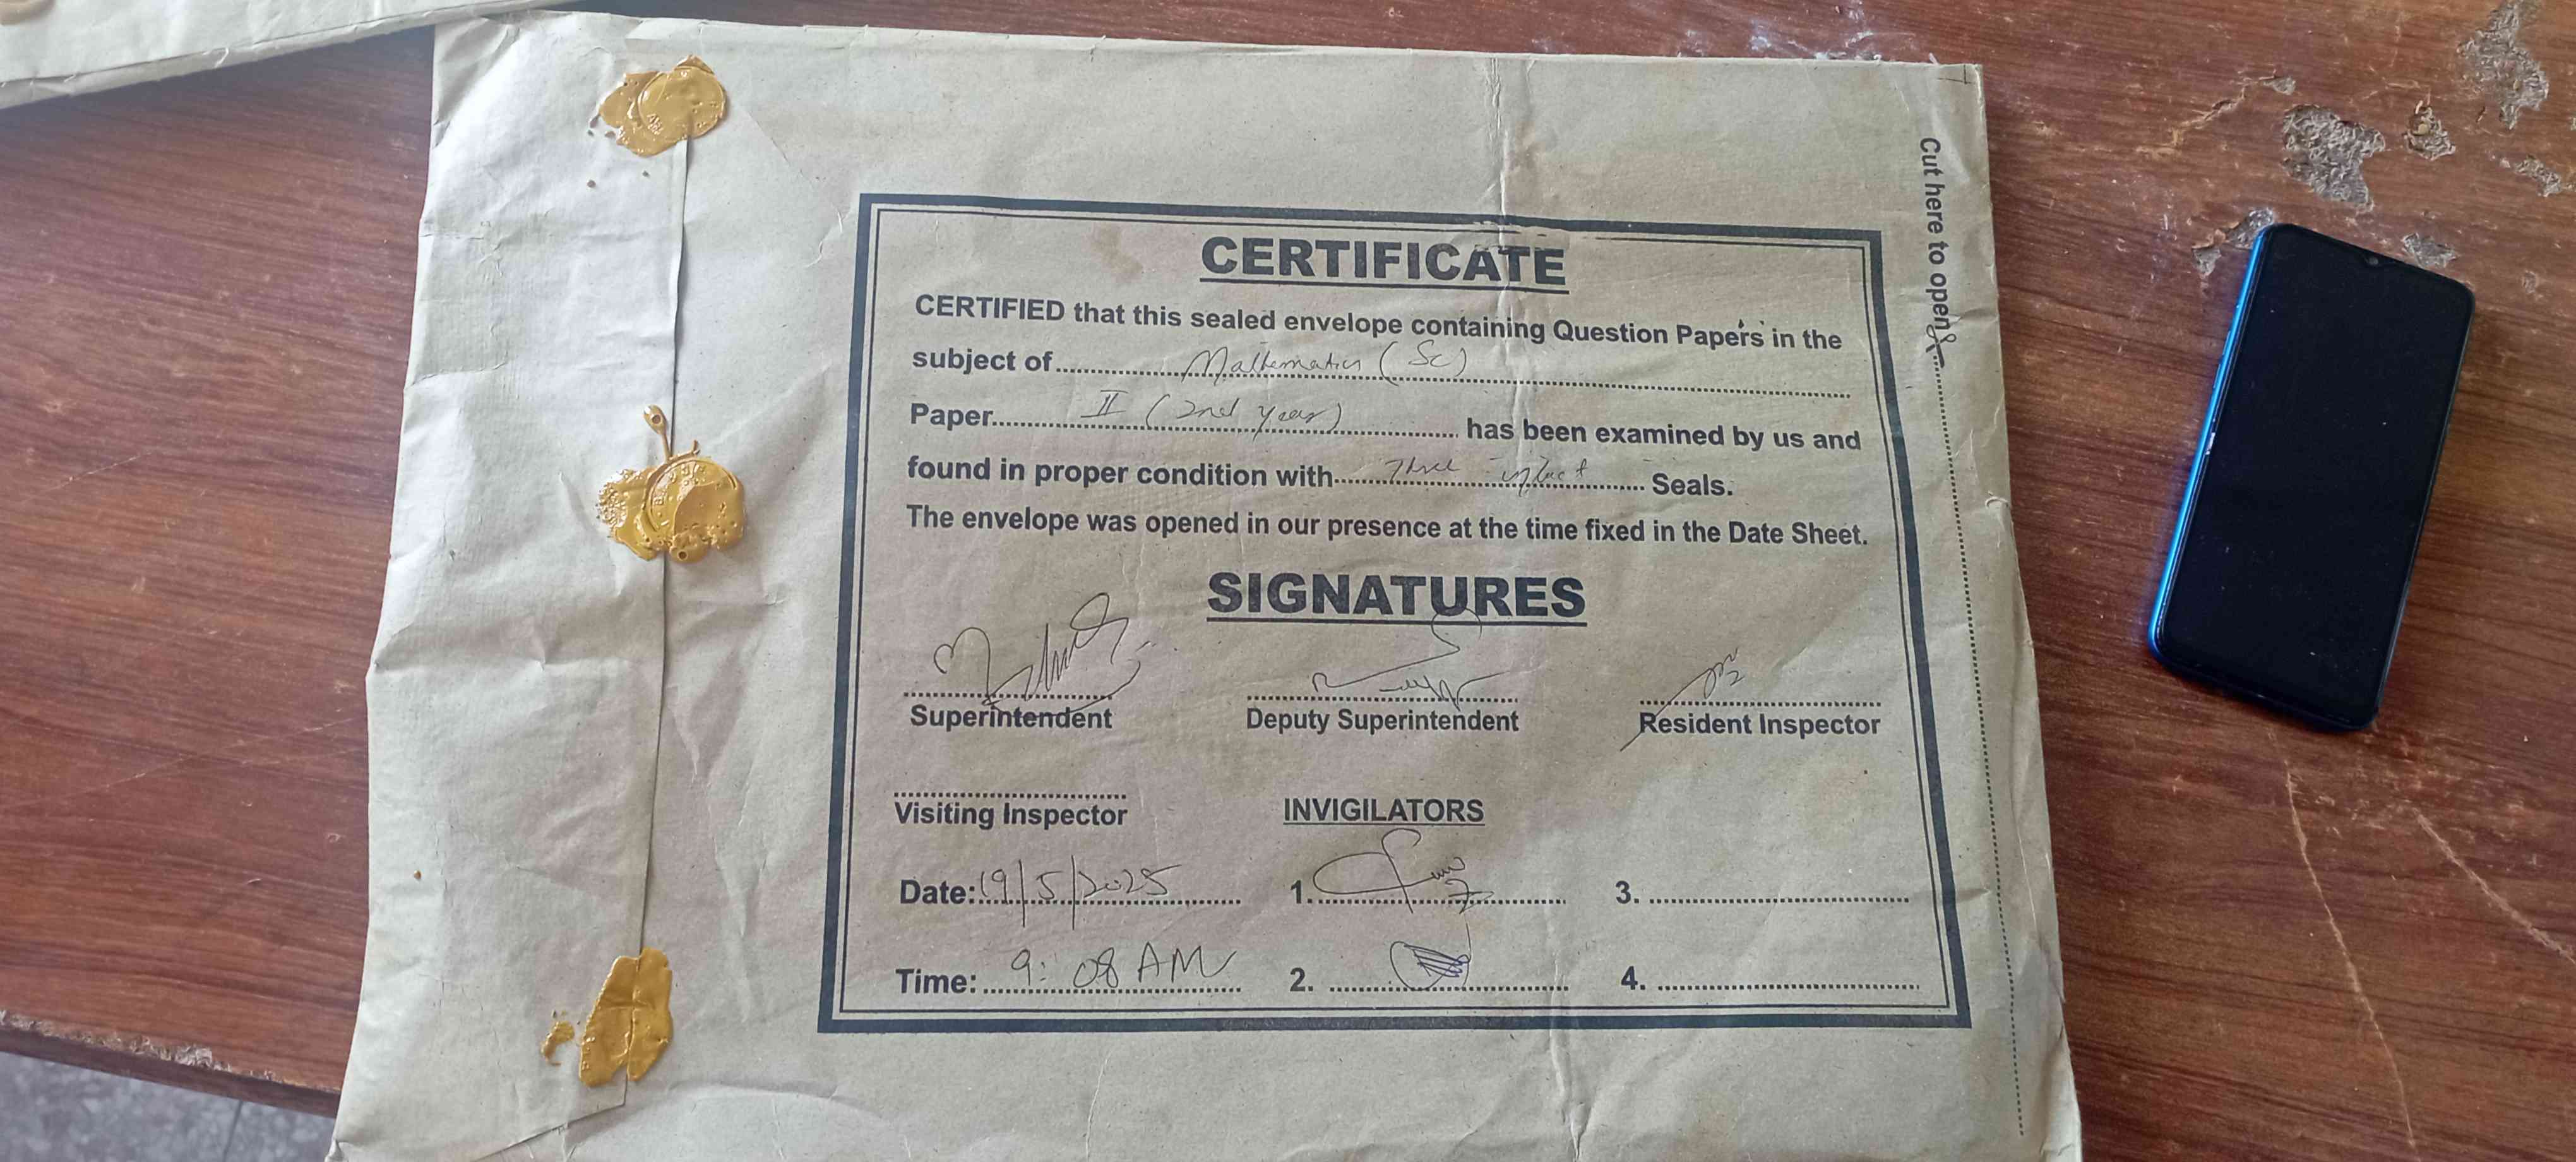 Cut here to open
CERTIFICATE
CERTIFIED that this sealed envelope containing Question Papers in the
subject of Mathematics (Sc)
Paper II (2nd year) has been examined by us and
found in proper condition with Three intact Seals.
The envelope was opened in our presence at the time fixed in the Date Sheet.
SIGNATURES
Superintendent Deputy Superintendent Resident Inspector
Visiting Inspector INVIGILATORS
Date: 19/5/2025 1. 3.
Time: 9:08 AM 2. 4.